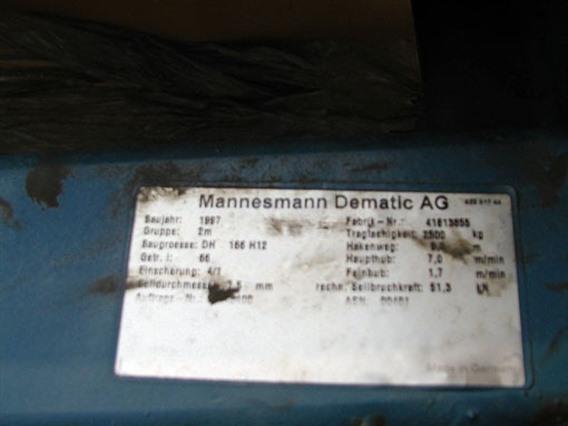 Mannesmann Dematic AG
Baujahr: 1997 Fabrik-Nr.: 41613855
Gruppe: 2m Tragfaehigkeit: 2500 kg
Baugroesse: DH 166 H12 Hakenweg: m
Getr. i: 66 Haupthub: 7,0 m/min
Einscherung: 4/1 Feinhub: 1,7 m/min
Seildurchmesser mm rechn. Seilbruchkraft: 51,3 kN
Made in Germany